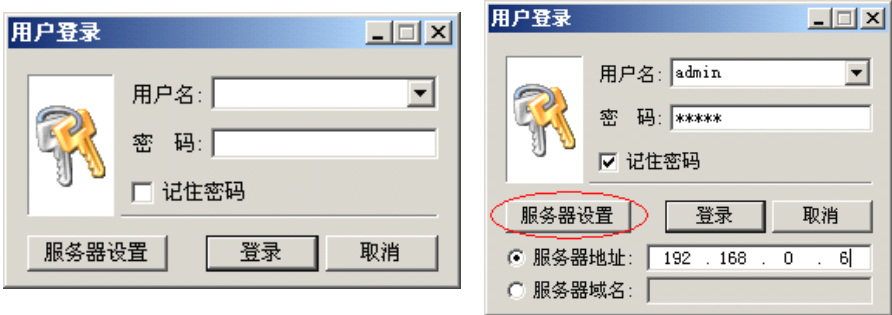 用户登录
用户名:
密 码:
记住密码
服务器设置 登录 取消
用户登录
用户名: admin
密 码: *****
记住密码
服务器设置 登录 取消
服务器地址: 192 . 168 . 0 . 6
服务器域名: